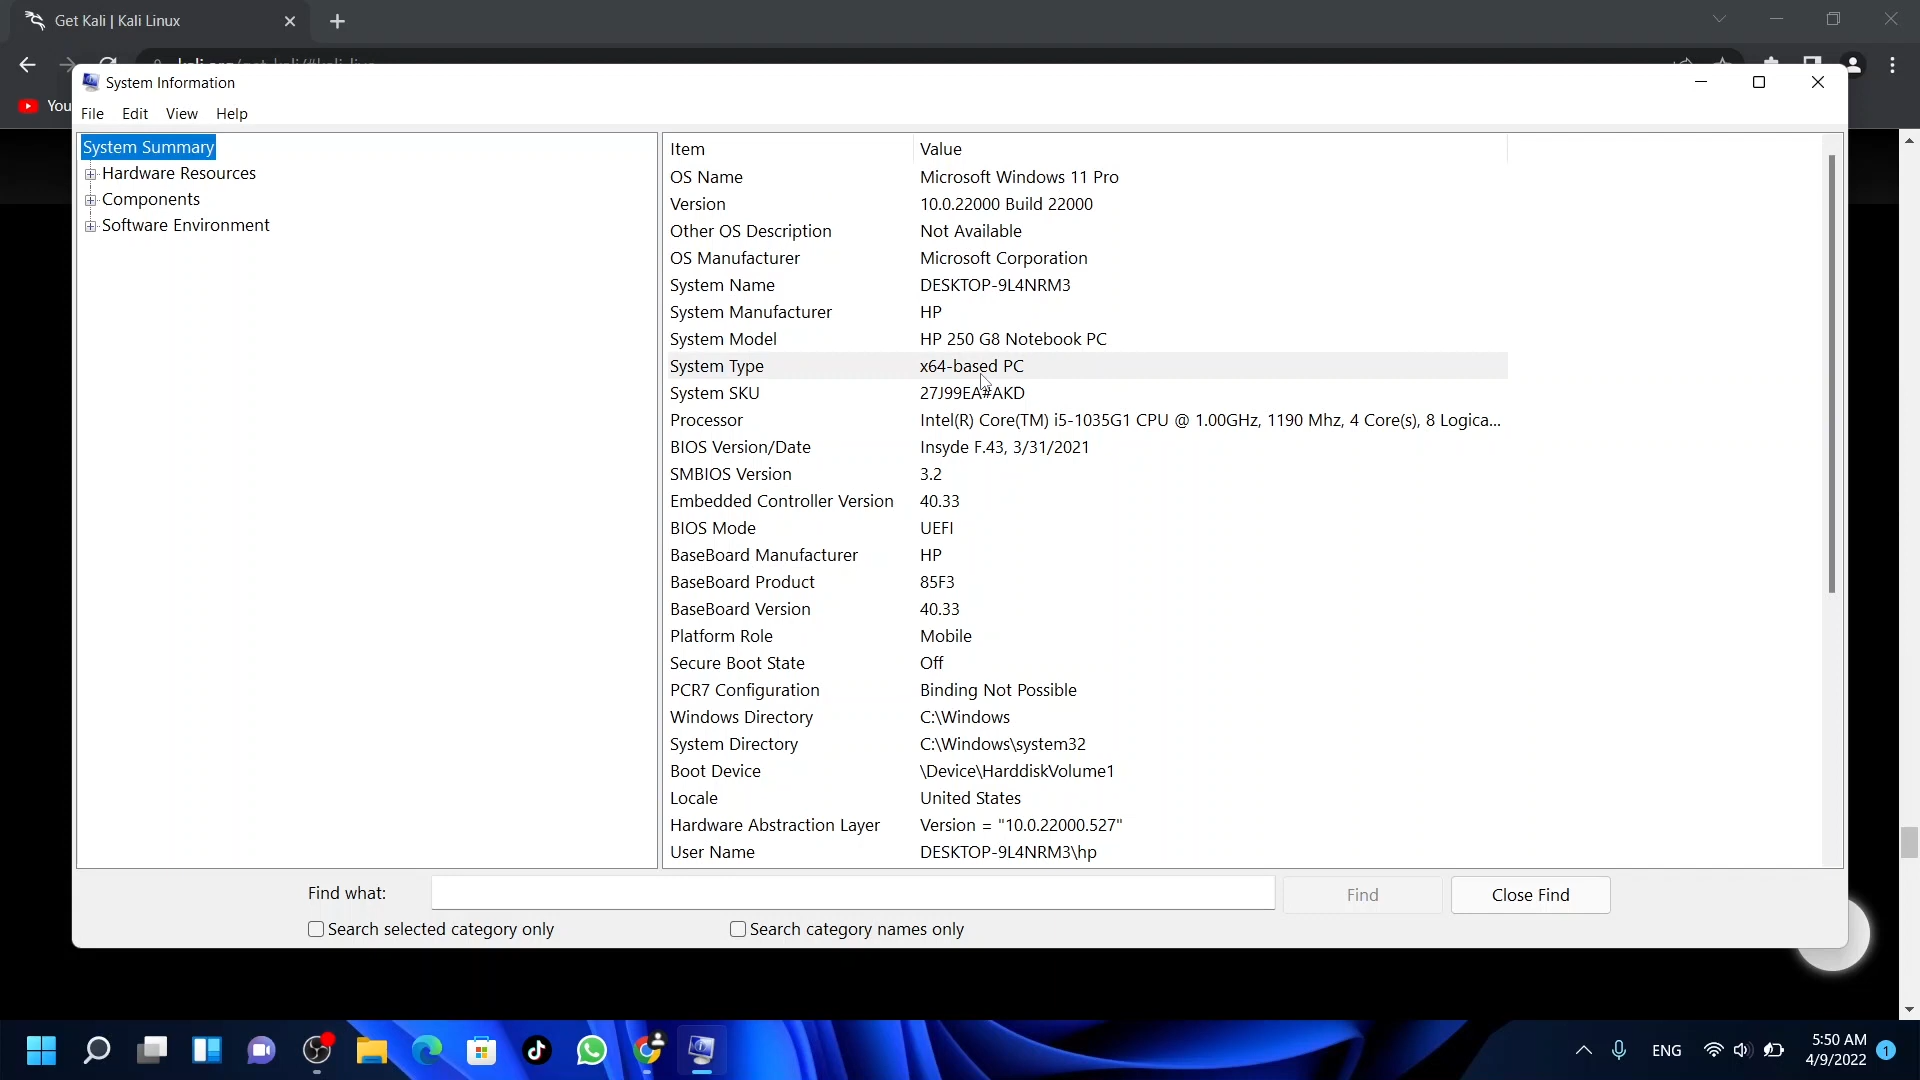 Get Kali | Kali Linux
You
System Information
File Edit View Help
System Summary
Hardware Resources
Components
Software Environment
Item Value
OS Name Microsoft Windows 11 Pro
Version 10.0.22000 Build 22000
Other OS Description Not Available
OS Manufacturer Microsoft Corporation
System Name DESKTOP-9L4NRM3
System Manufacturer HP
System Model HP 250 G8 Notebook PC
System Type x64-based PC
System SKU 27J99EA#AKD
Processor Intel(R) Core(TM) i5-1035G1 CPU @ 1.00GHz, 1190 Mhz, 4 Core(s), 8 Logica...
BIOS Version/Date Insyde F.43, 3/31/2021
SMBIOS Version 3.2
Embedded Controller Version 40.33
BIOS Mode UEFI
BaseBoard Manufacturer HP
BaseBoard Product 85F3
BaseBoard Version 40.33
Platform Role Mobile
Secure Boot State Off
PCR7 Configuration Binding Not Possible
Windows Directory C:\Windows
System Directory C:\Windows\system32
Boot Device \Device\HarddiskVolume1
Locale United States
Hardware Abstraction Layer Version = "10.0.22000.527"
User Name DESKTOP-9L4NRM3\hp
Find what: Find Close Find
Search selected category only Search category names only
ENG 5:50 AM 1
4/9/2022